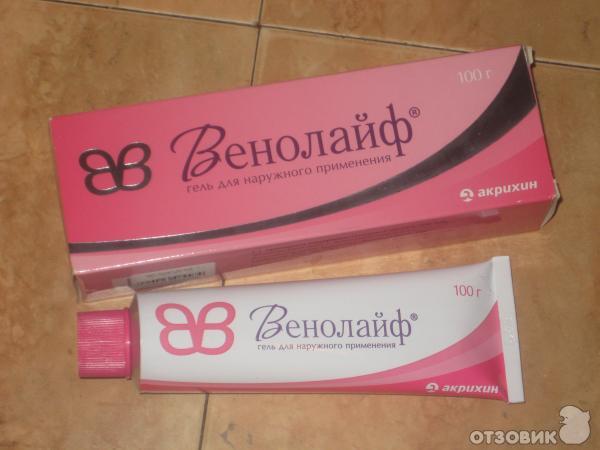 100 г
Венолайф®
гель для наружного применения
акрихин
100 г
Венолайф®
гель для наружного применения
акрихин
ОТЗОВИК